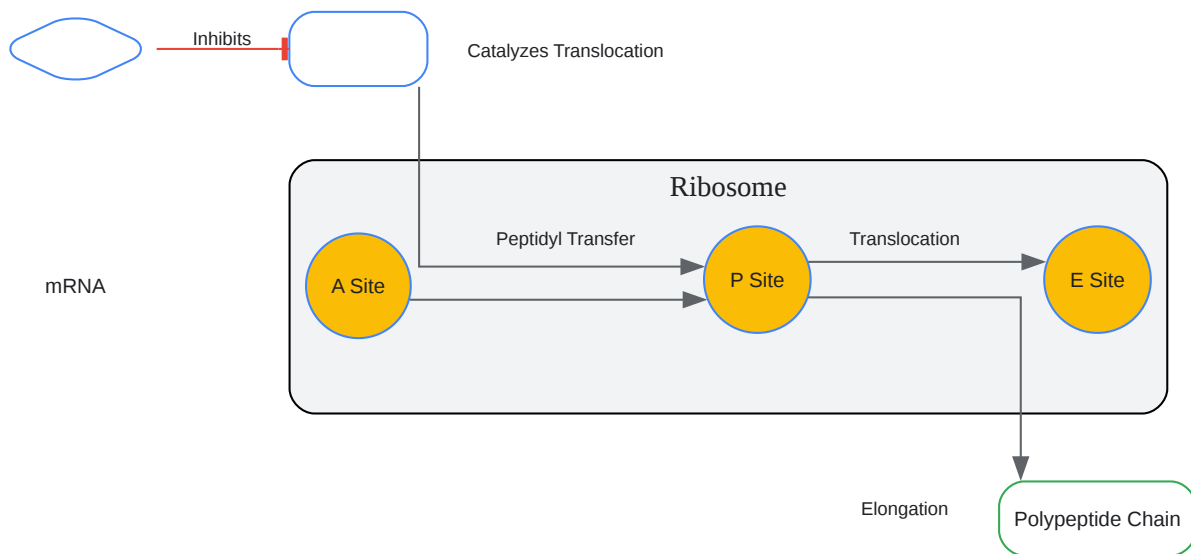 Inhibits
Catalyzes Translocation
Ribosome
Peptidyl Transfer
Translocation
A Site
P Site
E Site
mRNA
Elongation
Polypeptide Chain